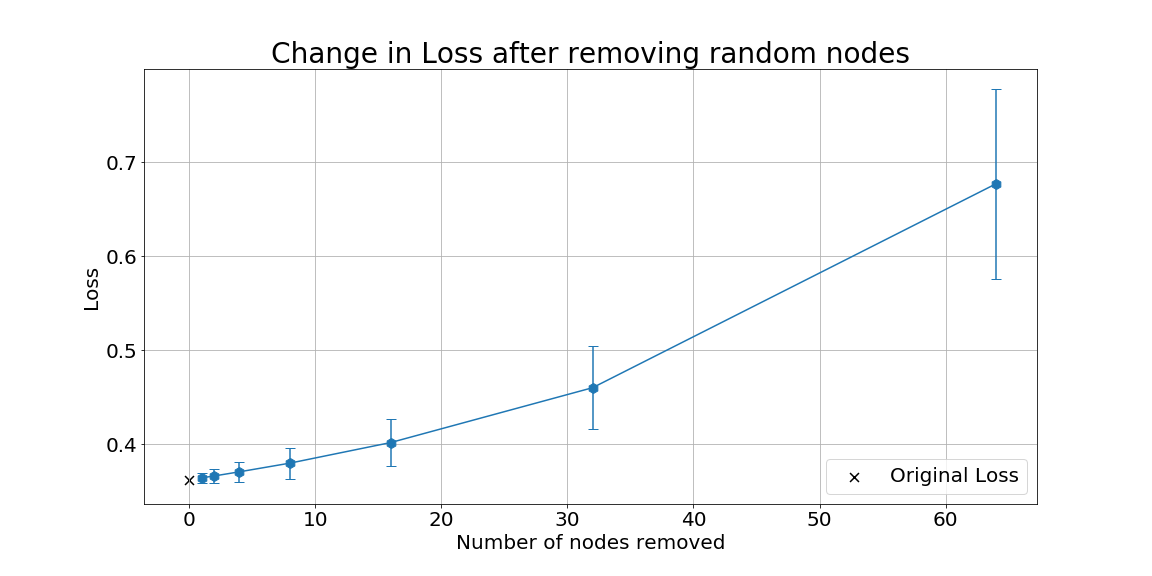 Change in Loss after removing random nodes
0.7
0.6
0.5
0.4
Loss
Original Loss
0 10 20 30 40 50 60
Number of nodes removed